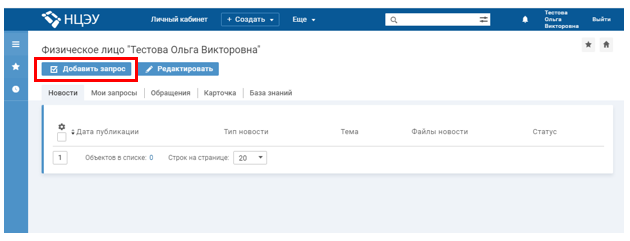 НЦЭУ Личный кабинет + Создать Еще Тестова Ольга Викторовна Выйти
Физическое лицо "Тестова Ольга Викторовна"
Добавить запрос Редактировать
Новости Мои запросы Обращения Карточка База знаний
Дата публикации Тип новости Тема Файлы новости Статус
1 Объектов в списке: 0 Строк на странице: 20